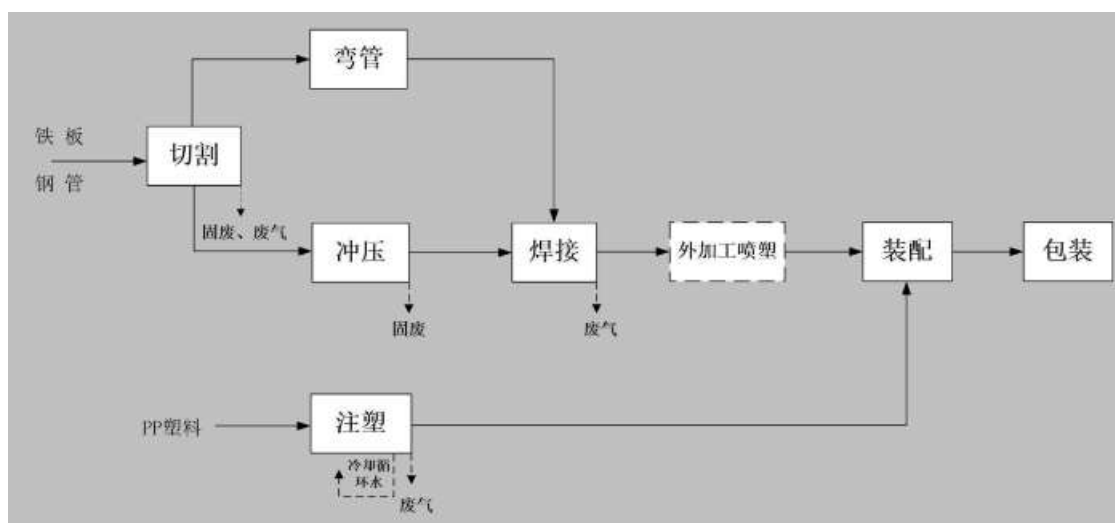 弯管
铁 板
切割
钢 管
固废、废气
冲压
焊接
外加工喷塑
装配
包装
固废
废气
PP塑料
注塑
冷却循
环水
废气